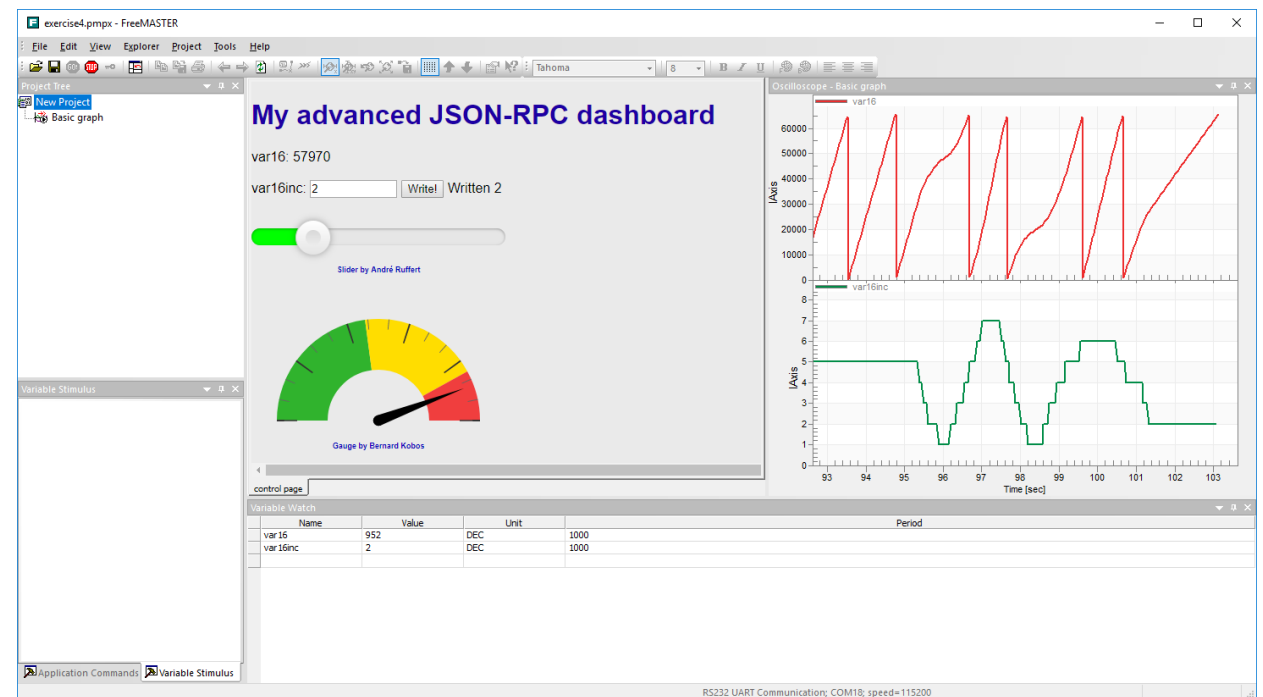 exercise4.pmpx - FreeMASTER
File Edit View Explorer Project Tools Help
GO! STOP Tahoma 8 B I U
Project Tree
New Project
Basic graph
Variable Stimulus
Application Commands Variable Stimulus
My advanced JSON-RPC dashboard
var16: 57970
var16inc: 2 Write! Written 2
Slider by André Ruffert
Gauge by Bernard Kobos
control page
Oscilloscope - Basic graph
var16
60000
50000
40000
30000
20000
10000
0
IAxis
var16inc
8
7
6
5
4
3
2
1
0
IAxis
93 94 95 96 97 98 99 100 101 102 103
Time [sec]
Variable Watch
Name Value Unit Period
var16 952 DEC 1000
var16inc 2 DEC 1000
RS232 UART Communication; COM18; speed=115200